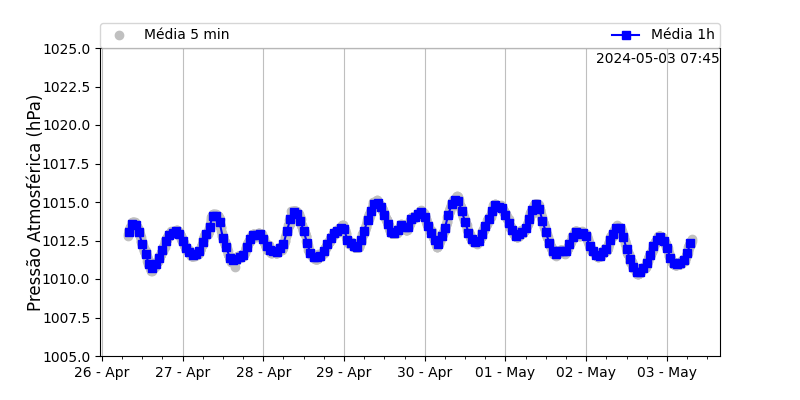 Média 5 min
Média 1h
2024-05-03 07:45
Pressão Atmosférica (hPa)
1025.0
1022.5
1020.0
1017.5
1015.0
1012.5
1010.0
1007.5
1005.0
26 - Apr
27 - Apr
28 - Apr
29 - Apr
30 - Apr
01 - May
02 - May
03 - May